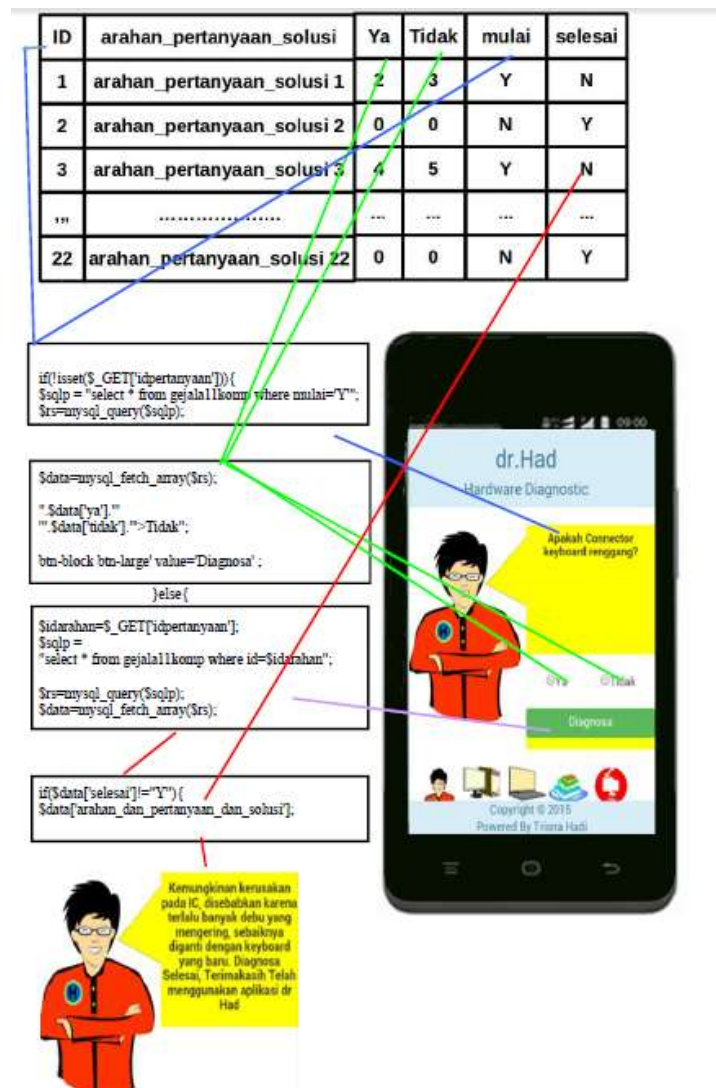 ID arahan_pertanyaan_solusi Ya Tidak mulai selesai
1 arahan_pertanyaan_solusi 1 2 3 Y N
2 arahan_pertanyaan_solusi 2 0 0 N Y
3 arahan_pertanyaan_solusi 3 4 5 Y N
,,, ..................... ... ... ... ...
22 arahan_pertanyaan_solusi 22 0 0 N Y
if(!isset($_GET['idpertanyaan'])){
$sqlp = "select * from gejala11komp where mulai='Y'";
$rs=mysql_query($sqlp);
$data=mysql_fetch_array($rs);
".$data['ya']."'
'".$data['tidak']."'>Tidak";
btn-block btn-large' value='Diagnosa' ;
}else{
$idarahan=$_GET['idpertanyaan'];
$sqlp =
"select * from gejala11komp where id=$idarahan";
$rs=mysql_query($sqlp);
$data=mysql_fetch_array($rs);
if($data['selesai']!="Y"){
$data['arahan_dan_pertanyaan_dan_solusi'];
09:00
dr.Had
Hardware Diagnostic
Apakah Connector
keyboard renggang?
Ya Tidak
Diagnosa
Copyright © 2015
Powered By Trisna Hadi
Kemungkinan kerusakan
pada IC, disebabkan karena
terlalu banyak debu yang
mengering, sebaiknya
diganti dengan keyboard
yang baru. Diagnosa
Selesai, Terimakasih Telah
menggunakan aplikasi dr
Had
H